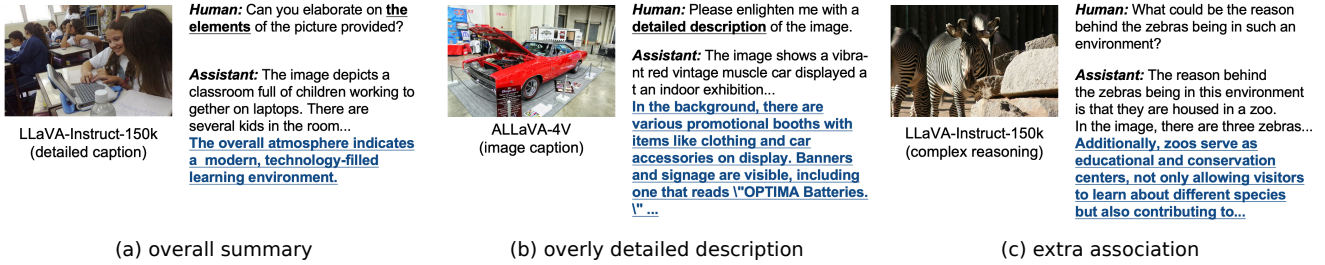 Human: Can you elaborate on the
elements of the picture provided?
Assistant: The image depicts a
classroom full of children working to
gether on laptops. There are
several kids in the room...
The overall atmosphere indicates
a modern, technology-filled
learning environment.
LLaVA-Instruct-150k
(detailed caption)
(a) overall summary
Human: Please enlighten me with a
detailed description of the image.
Assistant: The image shows a vibra-
nt red vintage muscle car displayed a
t an indoor exhibition...
In the background, there are
various promotional booths with
items like clothing and car
accessories on display. Banners
and signage are visible, including
one that reads \"OPTIMA Batteries.
\" ...
ALLaVA-4V
(image caption)
(b) overly detailed description
Human: What could be the reason
behind the zebras being in such an
environment?
Assistant: The reason behind
the zebras being in this environment
is that they are housed in a zoo.
In the image, there are three zebras...
Additionally, zoos serve as
educational and conservation
centers, not only allowing visitors
to learn about different species
but also contributing to...
LLaVA-Instruct-150k
(complex reasoning)
(c) extra association